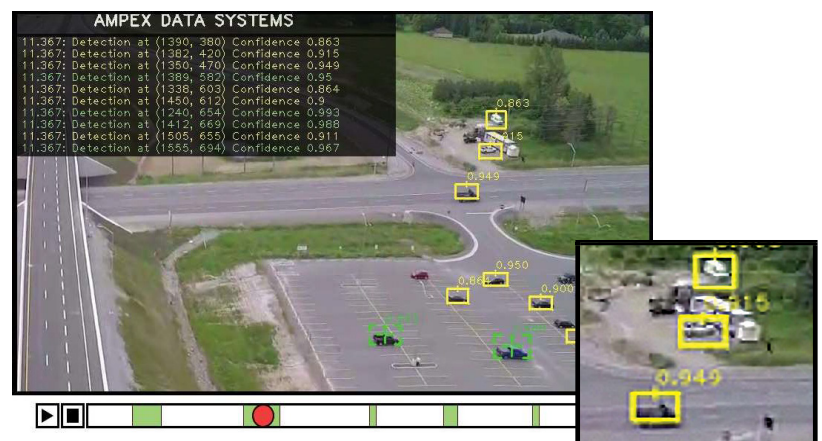 AMPEX DATA SYSTEMS
11.367: Detection at (1390, 380) Confidence 0.863
11.367: Detection at (1382, 420) Confidence 0.915
11.367: Detection at (1350, 470) Confidence 0.949
11.367: Detection at (1389, 582) Confidence 0.95
11.367: Detection at (1338, 603) Confidence 0.864
11.367: Detection at (1450, 612) Confidence 0.9
11.367: Detection at (1240, 654) Confidence 0.993
11.367: Detection at (1412, 669) Confidence 0.988
11.367: Detection at (1505, 655) Confidence 0.911
11.367: Detection at (1555, 694) Confidence 0.967
0.863
0.949
0.950
0.864
0.900
0.949